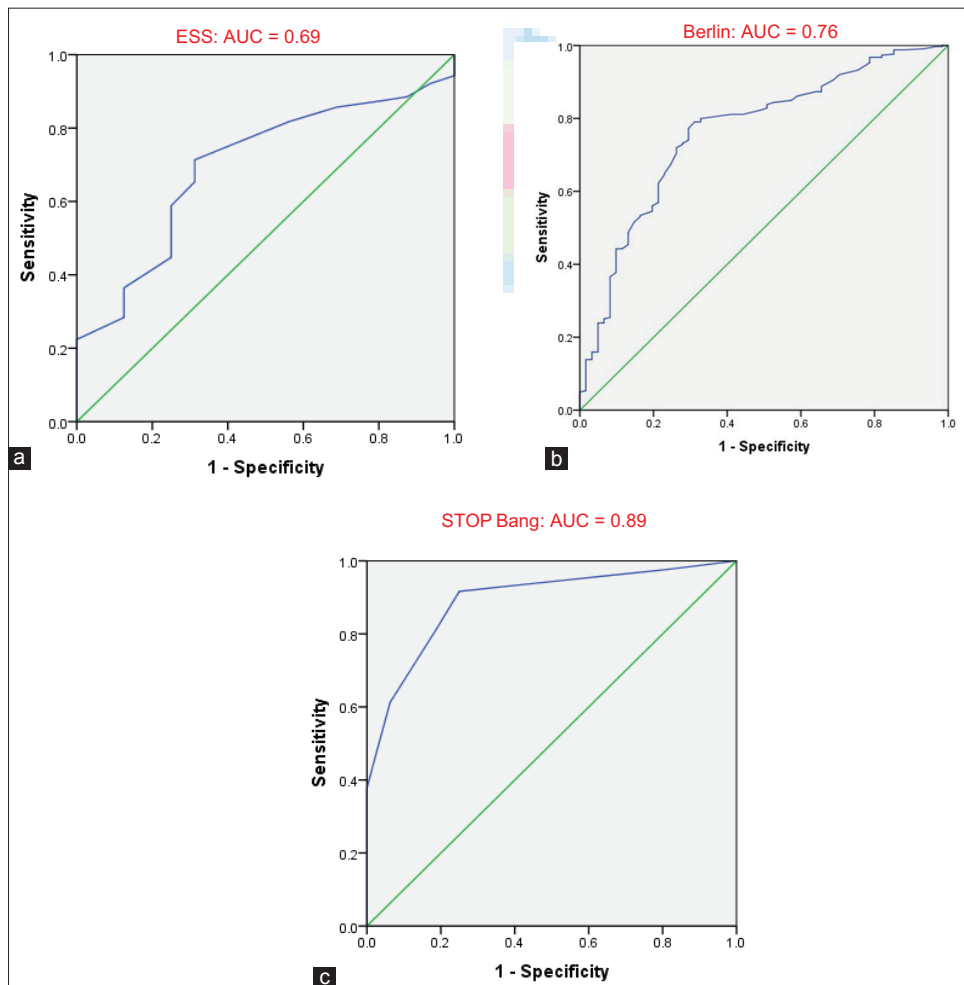 ESS: AUC = 0.69
1.0
0.8
0.6
0.4
0.2
0.0
Sensitivity
0.0 0.2 0.4 0.6 0.8 1.0
1 - Specificity
a
Berlin: AUC = 0.76
1.0
0.8
0.6
0.4
0.2
0.0
Sensitivity
0.0 0.2 0.4 0.6 0.8 1.0
1 - Specificity
b
STOP Bang: AUC = 0.89
1.0
0.8
0.6
0.4
0.2
0.0
Sensitivity
0.0 0.2 0.4 0.6 0.8 1.0
1 - Specificity
c